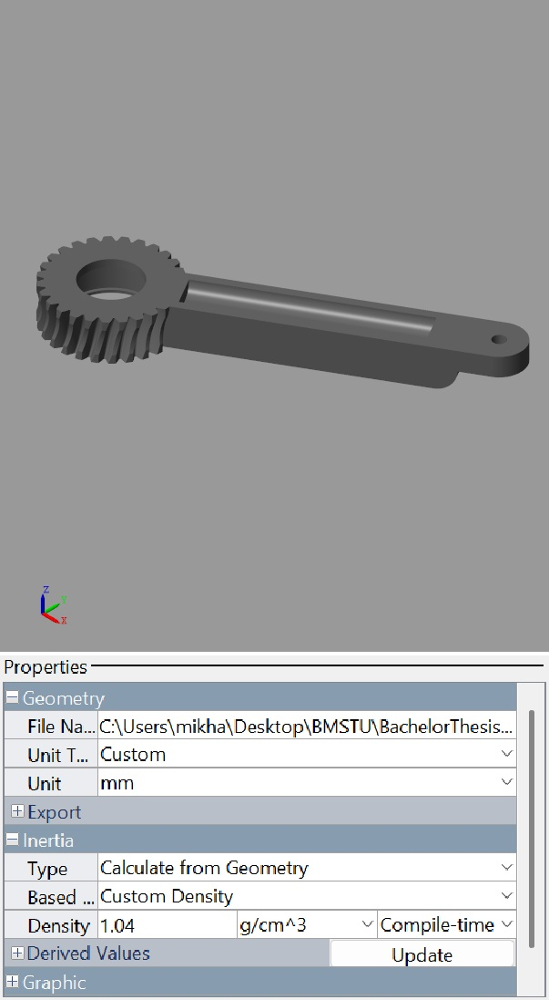 Z
Y
X
Properties
Geometry
File Na... C:\Users\mikha\Desktop\BMSTU\BachelorThesis...
Unit T... Custom
Unit mm
Export
Inertia
Type Calculate from Geometry
Based ... Custom Density
Density 1.04 g/cm^3 Compile-time
Derived Values Update
Graphic